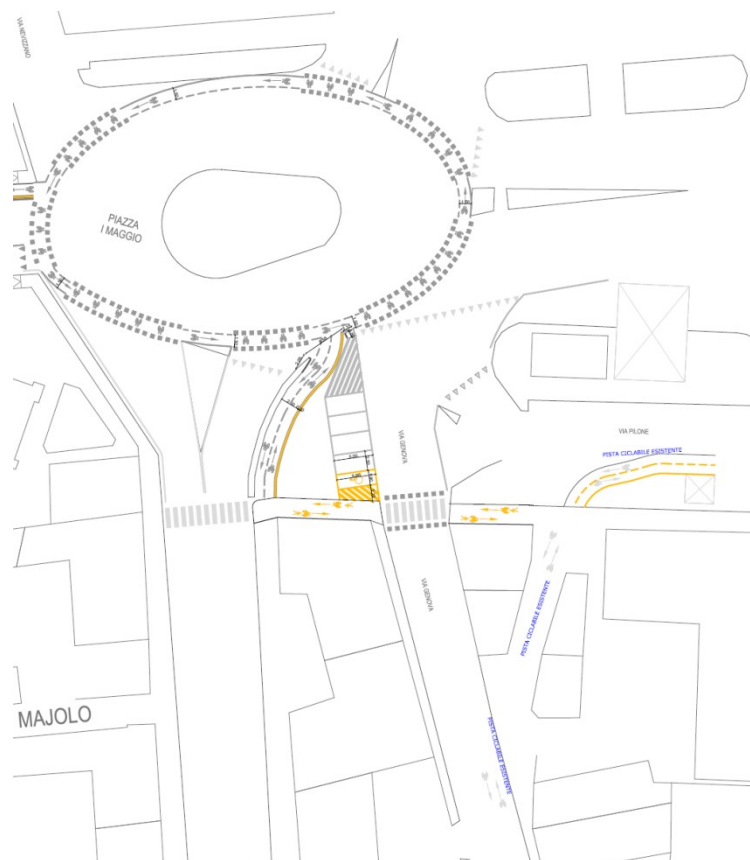 VIA NEVIZZANO
PIAZZA
I MAGGIO
VIA PILONE
VIA GENOVA
PISTA CICLABILE ESISTENTE
VIA GENOVA
PISTA CICLABILE ESISTENTE
MAJOLO
PISTA CICLABILE ESISTENTE